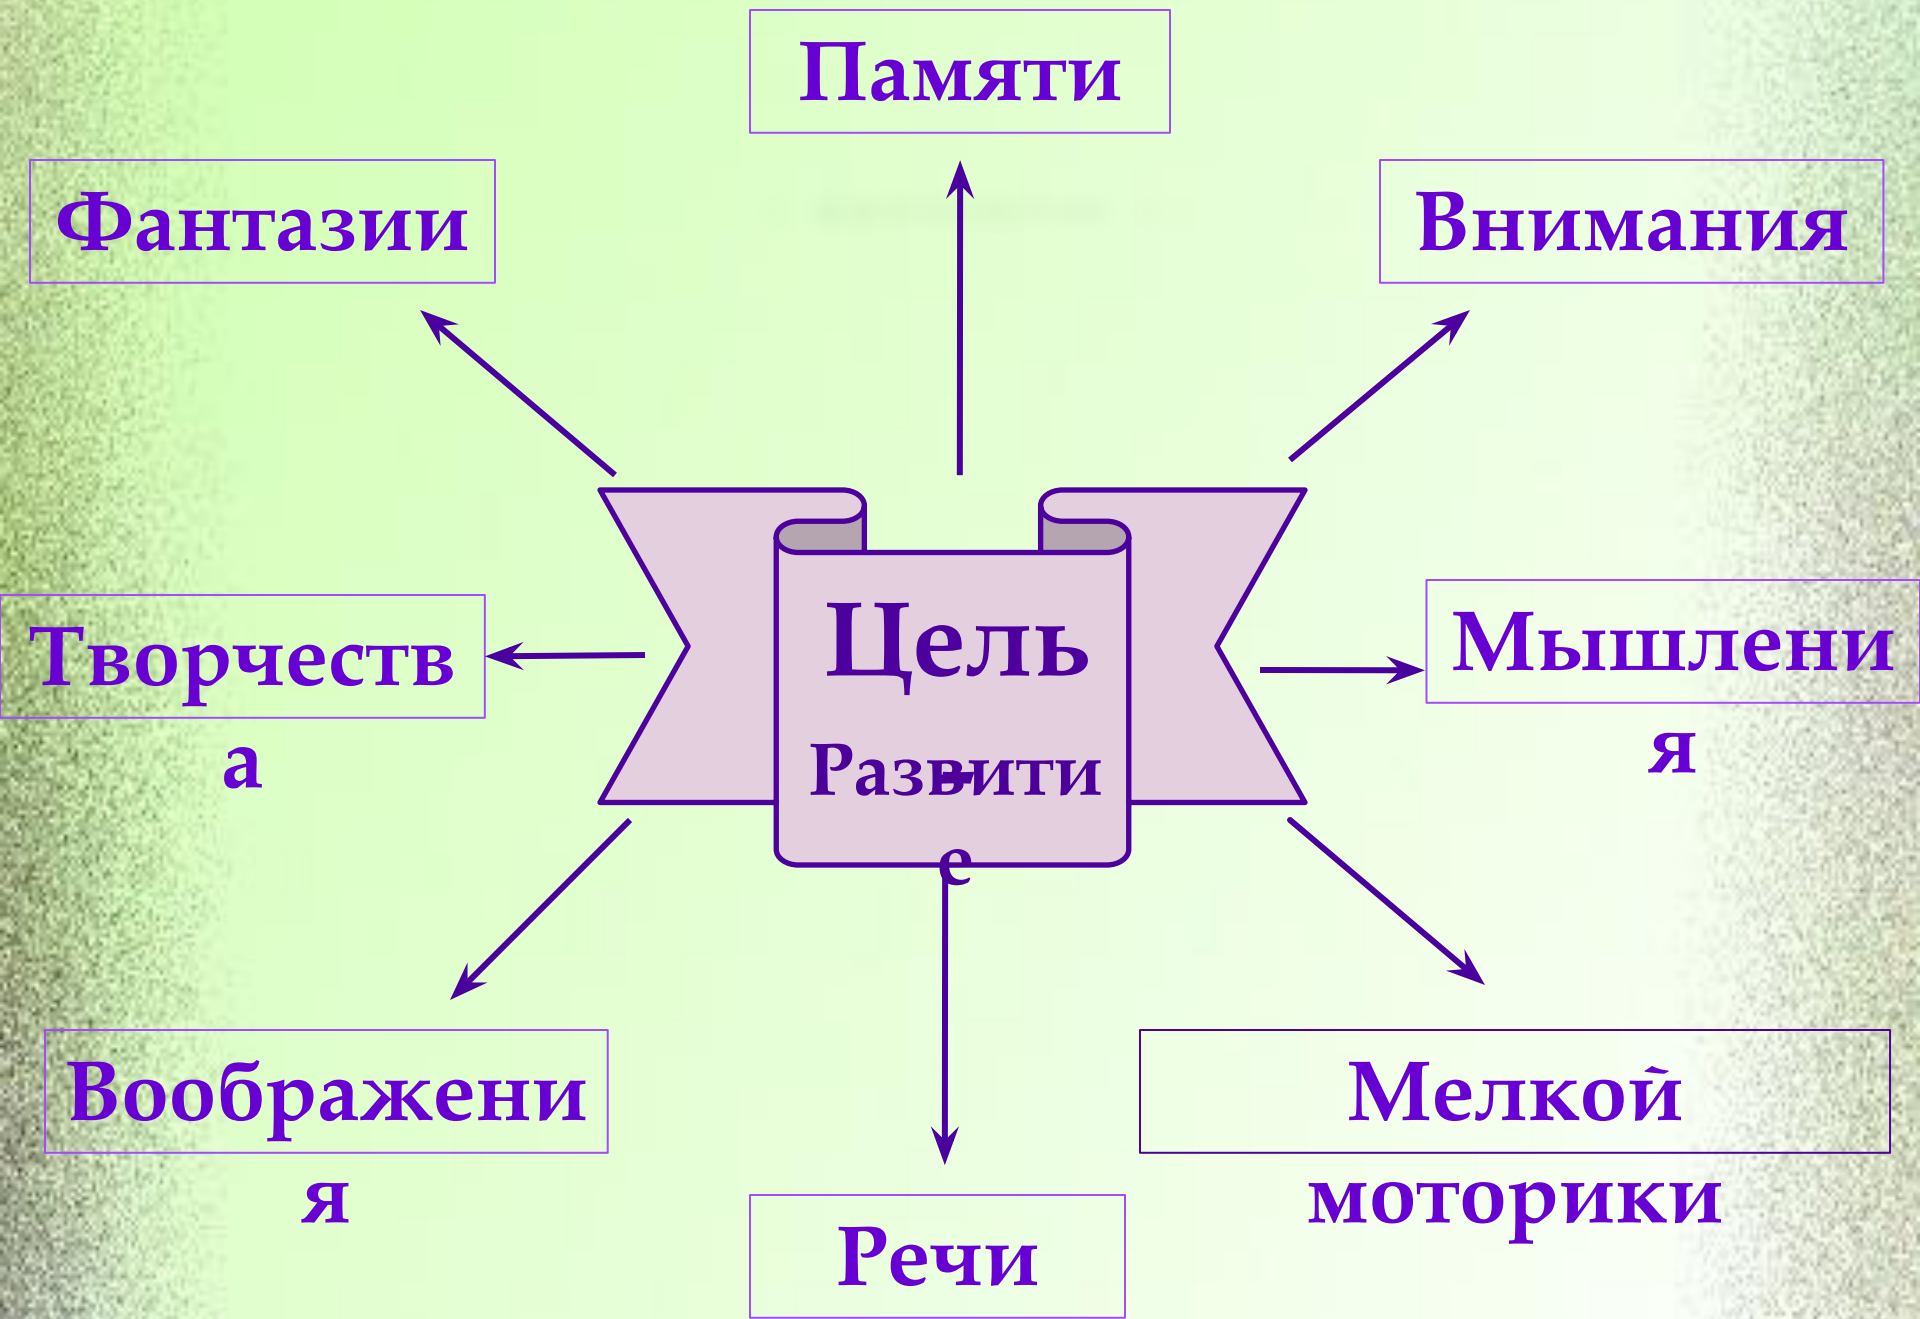 Памяти
Фантазии
Внимания
Цель
-
Развити
е
Творчеств
а
Мышлени
я
Воображени
я
Мелкой
моторики
Речи